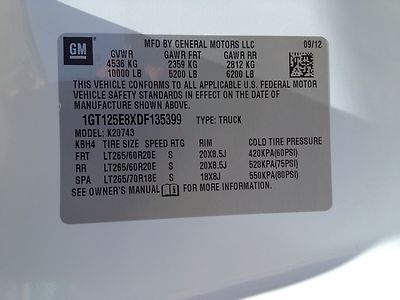 GM
MFD BY GENERAL MOTORS LLC 09/12
GVWR GAWR FRT GAWR RR
4536 KG 2359 KG 2812 KG
10000 LB 5200 LB 6200 LB
THIS VEHICLE CONFORMS TO ALL APPLICABLE U.S. FEDERAL MOTOR
VEHICLE SAFETY STANDARDS IN EFFECT ON THE DATE OF
MANUFACTURE SHOWN ABOVE.
1GT125E8XDF135399 TYPE: TRUCK
MODEL: K20743
KBH4 TIRE SIZE SPEED RTG RIM COLD TIRE PRESSURE
FRT LT265/60R20E S 20X8.5J 420KPA(60PSI)
RR LT265/60R20E S 20X8.5J 520KPA(75PSI)
SPA LT265/70R18E S 18X8J 550KPA(80PSI)
SEE OWNER'S MANUAL FOR MORE INFORMATION